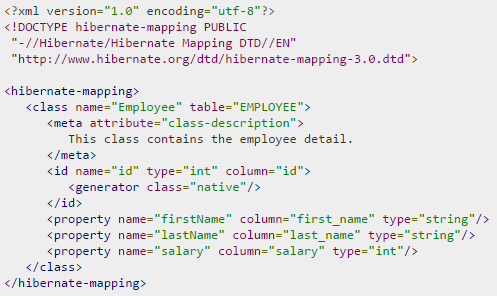 <?xml version="1.0" encoding="utf-8"?>
<!DOCTYPE hibernate-mapping PUBLIC
"-//Hibernate/Hibernate Mapping DTD//EN"
"http://www.hibernate.org/dtd/hibernate-mapping-3.0.dtd">
<hibernate-mapping>
<class name="Employee" table="EMPLOYEE">
<meta attribute="class-description">
This class contains the employee detail.
</meta>
<id name="id" type="int" column="id">
<generator class="native"/>
</id>
<property name="firstName" column="first_name" type="string"/>
<property name="lastName" column="last_name" type="string"/>
<property name="salary" column="salary" type="int"/>
</class>
</hibernate-mapping>